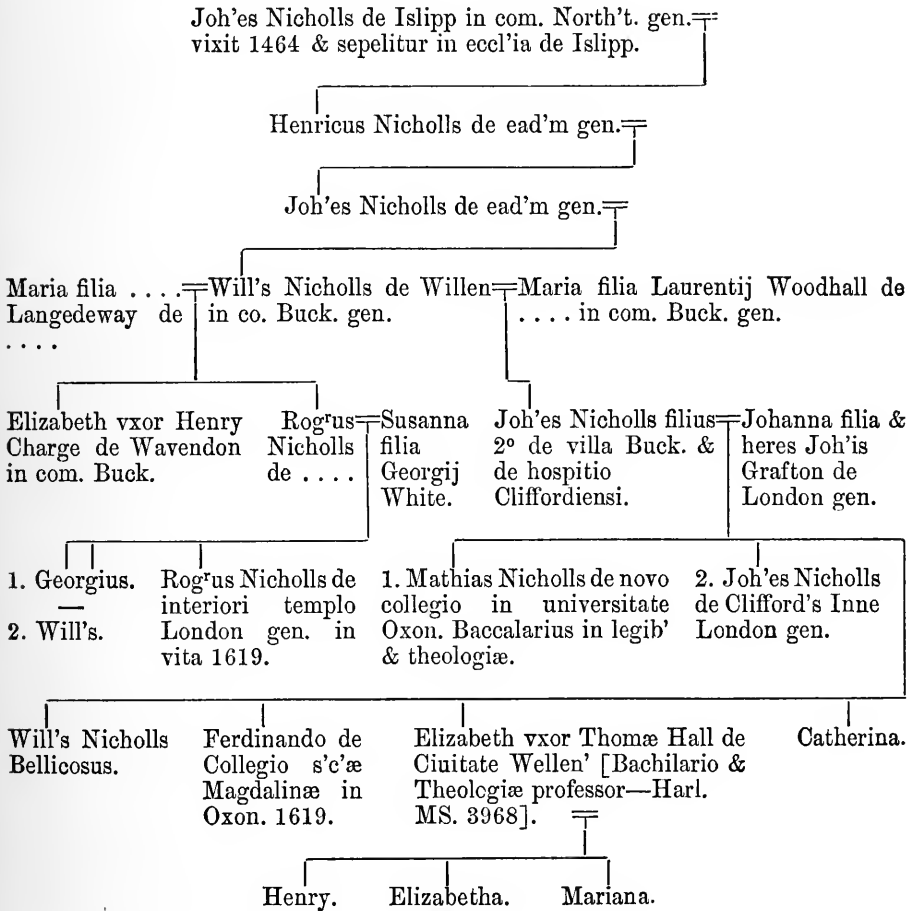 Joh'es Nicholls de Islipp in com. North't. gen.
vixit 1464 & sepelitur in eccl'ia de Islipp.
Henricus Nicholls de ead'm gen.
Joh'es Nicholls de ead'm gen.
Maria filia . . . .
Langedeway de
. . . .
Will's Nicholls de Willen
in co. Buck. gen.
Maria filia Laurentij Woodhall de
. . . . in com. Buck. gen.
Elizabeth vxor Henry
Charge de Wavendon
in com. Buck.
Rogʳus
Nicholls
de . . . .
Susanna
filia
Georgij
White.
Joh'es Nicholls filius
2º de villa Buck. &
de hospitio
Cliffordiensi.
Johanna filia &
heres Joh'is
Grafton de
London gen.
1. Georgius.
2. Will's.
Rogʳus Nicholls de
interiori templo
London gen. in
vita 1619.
1. Mathias Nicholls de novo
collegio in universitate
Oxon. Baccalarius in legib'
& theologiæ.
2. Joh'es Nicholls
de Clifford's Inne
London gen.
Will's Nicholls
Bellicosus.
Ferdinando de
Collegio s'c'æ
Magdalinæ in
Oxon. 1619.
Elizabeth vxor Thomæ Hall de
Ciuitate Wellen' [Bachilario &
Theologiæ professor—Harl.
MS. 3968].
Catherina.
Henry.
Elizabetha.
Mariana.